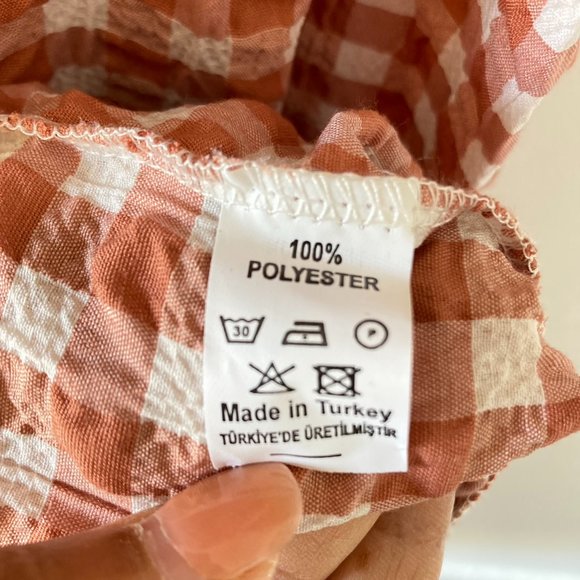 100%
POLYESTER
30 P
Made in Turkey
TÜRKİYE'DE ÜRETİLMİŞTİR